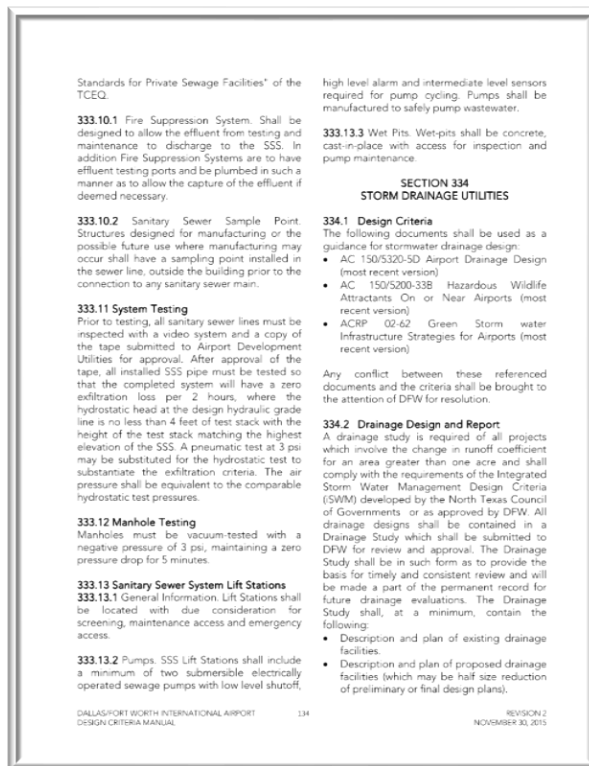 Standards for Private Sewage Facilities" of the
TCEQ.
333.10.1 Fire Suppression System. Shall be
designed to allow the effluent from testing and
maintenance to discharge to the SSS. In
addition Fire Suppression Systems are to have
effluent testing ports and be plumbed in such a
manner as to allow the capture of the effluent if
deemed necessary.
333.10.2 Sanitary Sewer Sample Point.
Structures designed for manufacturing or the
possible future use where manufacturing may
occur shall have a sampling point installed in
the sewer line, outside the building prior to the
connection to any sanitary sewer main.
333.11 System Testing
Prior to testing, all sanitary sewer lines must be
inspected with a video system and a copy of
the tape submitted to Airport Development
Utilities for approval. After approval of the
tape, all installed SSS pipe must be tested so
that the completed system will have a zero
exfiltration loss per 2 hours, where the
hydrostatic head at the design hydraulic grade
line is no less than 4 feet of test stack with the
height of the test stack matching the highest
elevation of the SSS. A pneumatic test at 3 psi
may be substituted for the hydrostatic test to
substantiate the exfiltration criteria. The air
pressure shall be equivalent to the comparable
hydrostatic test pressures.
333.12 Manhole Testing
Manholes must be vacuum-tested with a
negative pressure of 3 psi, maintaining a zero
pressure drop for 5 minutes.
333.13 Sanitary Sewer System Lift Stations
333.13.1 General Information. Lift Stations shall
be located with due consideration for
screening, maintenance access and emergency
access.
333.13.2 Pumps. SSS Lift Stations shall include
a minimum of two submersible electrically
operated sewage pumps with low level shutoff,
high level alarm and intermediate level sensors
required for pump cycling. Pumps shall be
manufactured to safely pump wastewater.
333.13.3 Wet Pits. Wet-pits shall be concrete,
cast-in-place with access for inspection and
pump maintenance.
SECTION 334
STORM DRAINAGE UTILITIES
334.1 Design Criteria
The following documents shall be used as a
guidance for stormwater drainage design:
• AC 150/5320-5D Airport Drainage Design
(most recent version)
• AC 150/5200-33B Hazardous Wildlife
Attractants On or Near Airports (most
recent version)
• ACRP 02-62 Green Storm water
Infrastructure Strategies for Airports (most
recent version)
Any conflict between these referenced
documents and the criteria shall be brought to
the attention of DFW for resolution.
334.2 Drainage Design and Report
A drainage study is required of all projects
which involve the change in runoff coefficient
for an area greater than one acre and shall
comply with the requirements of the Integrated
Storm Water Management Design Criteria
(iSWM) developed by the North Texas Council
of Governments or as approved by DFW. All
drainage designs shall be contained in a
Drainage Study which shall be submitted to
DFW for review and approval. The Drainage
Study shall be in such form as to provide the
basis for timely and consistent review and will
be made a part of the permanent record for
future drainage evaluations. The Drainage
Study shall, at a minimum, contain the
following:
• Description and plan of existing drainage
facilities.
• Description and plan of proposed drainage
facilities (which may be half size reduction
of preliminary or final design plans).
DALLAS/FORT WORTH INTERNATIONAL AIRPORT 134 REVISION 2
DESIGN CRITERIA MANUAL NOVEMBER 30, 2015